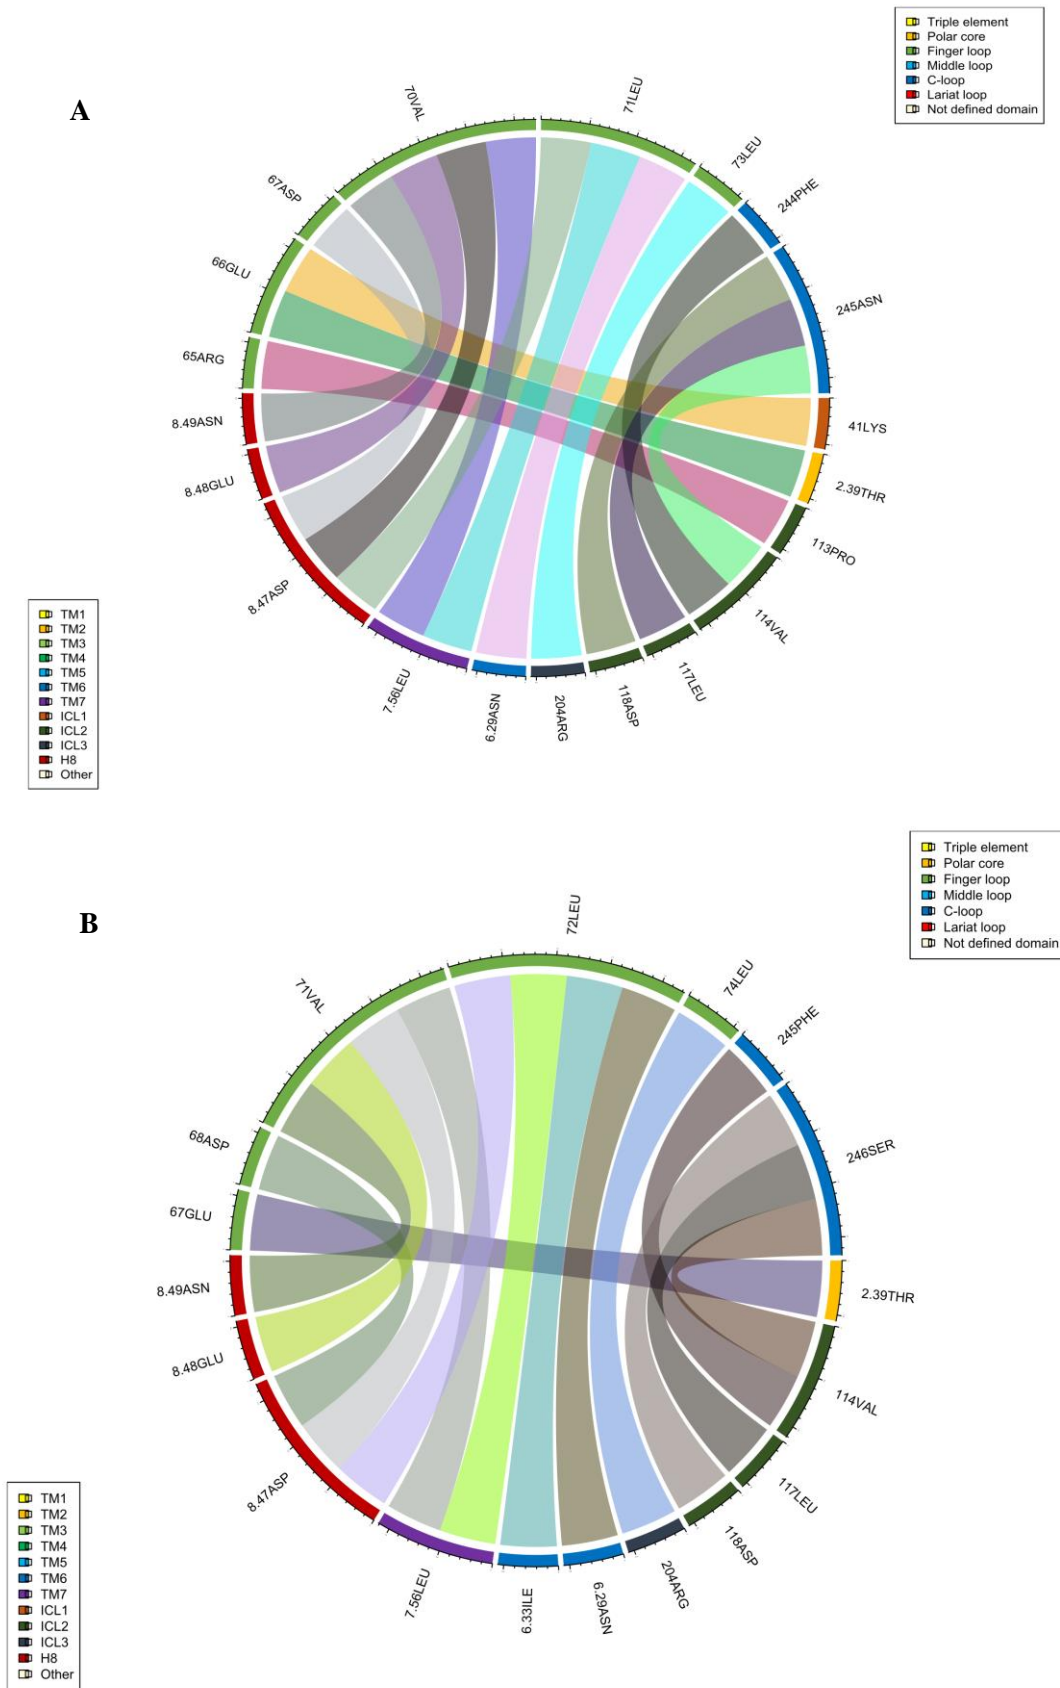 A
Triple element
Polar core
Finger loop
Middle loop
C-loop
Lariat loop
Not defined domain
70VAL
71LEU
73LEU
244PHE
245ASN
41LYS
2.39THR
113PRO
114VAL
117LEU
118ASP
204ARG
6.29ASN
7.56LEU
8.47ASP
8.48GLU
8.49ASN
65ARG
66GLU
67ASP
TM1
TM2
TM3
TM4
TM5
TM6
TM7
ICL1
ICL2
ICL3
H8
Other
B
Triple element
Polar core
Finger loop
Middle loop
C-loop
Lariat loop
Not defined domain
72LEU
74LEU
245PHE
246SER
2.39THR
114VAL
117LEU
118ASP
204ARG
6.29ASN
6.33ILE
7.56LEU
8.47ASP
8.48GLU
8.49ASN
67GLU
68ASP
71VAL
TM1
TM2
TM3
TM4
TM5
TM6
TM7
ICL1
ICL2
ICL3
H8
Other